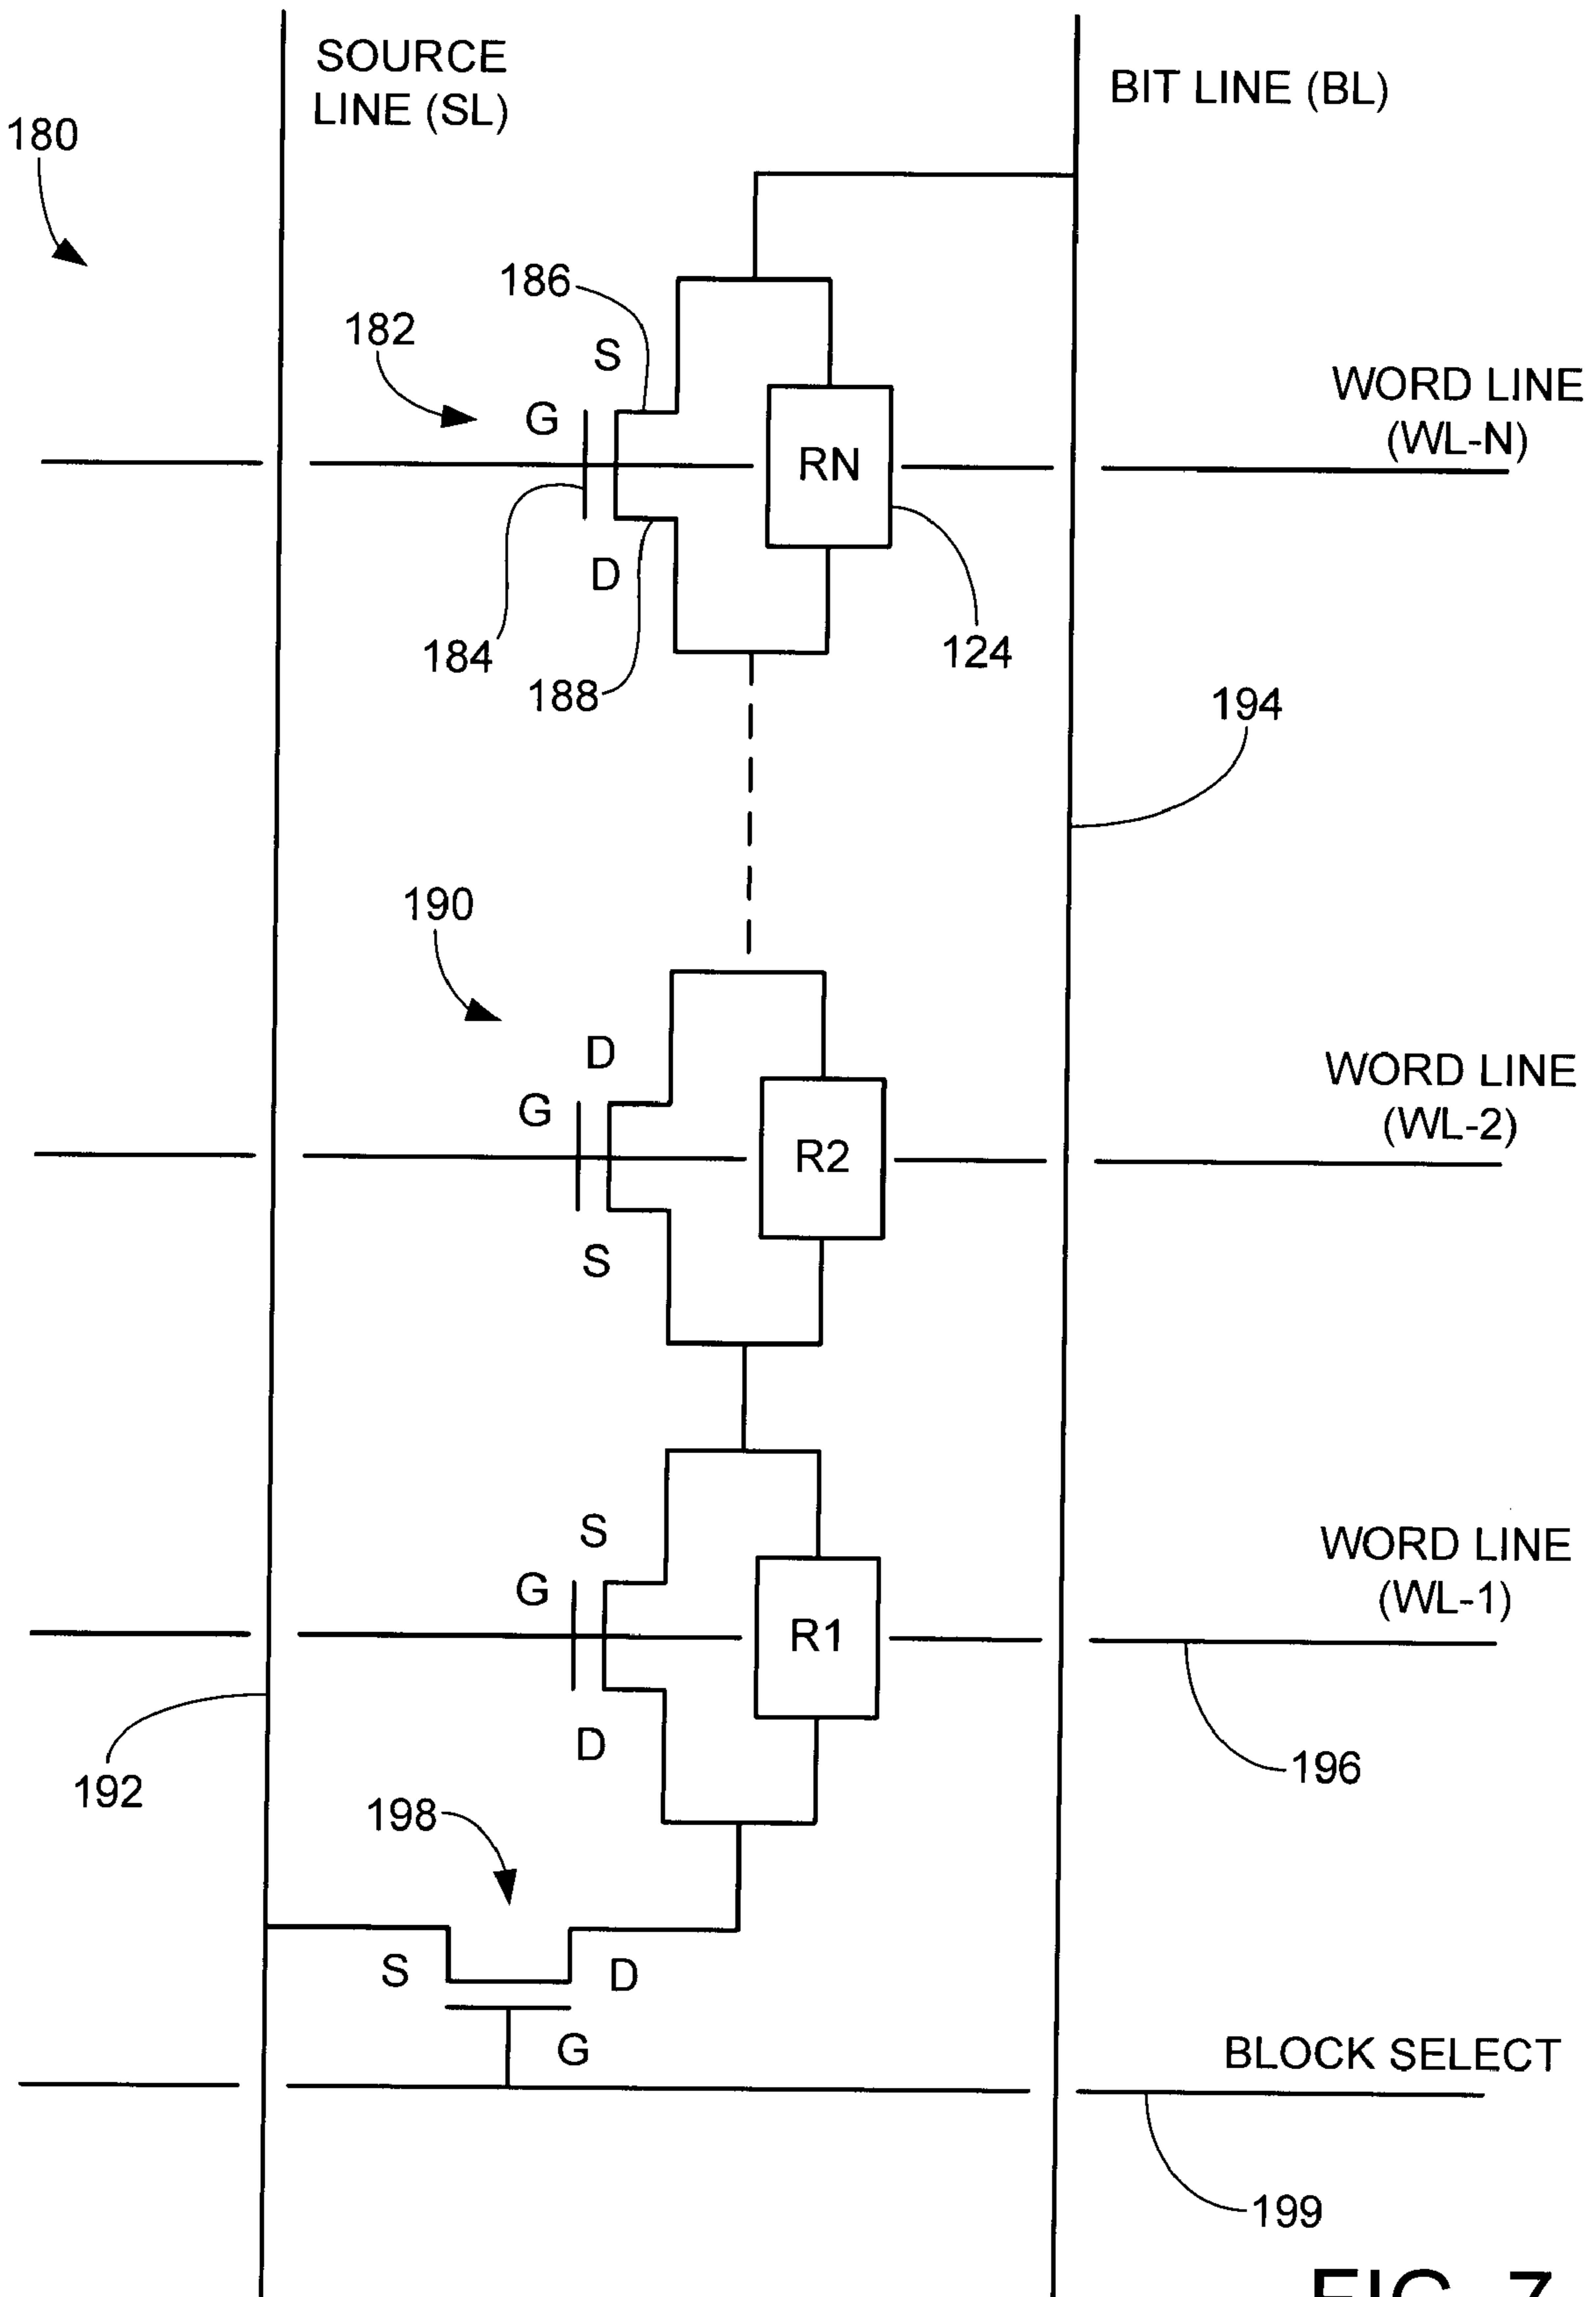 SOURCE
LINE (SL)
BIT LINE (BL)
180
186
182
S
G
WORD LINE
(WL-N)
RN
D
184
124
188
194
190
D
G
WORD LINE
(WL-2)
R2
S
S
G
WORD LINE
(WL-1)
R1
D
192
196
198
S
D
G
BLOCK SELECT
199